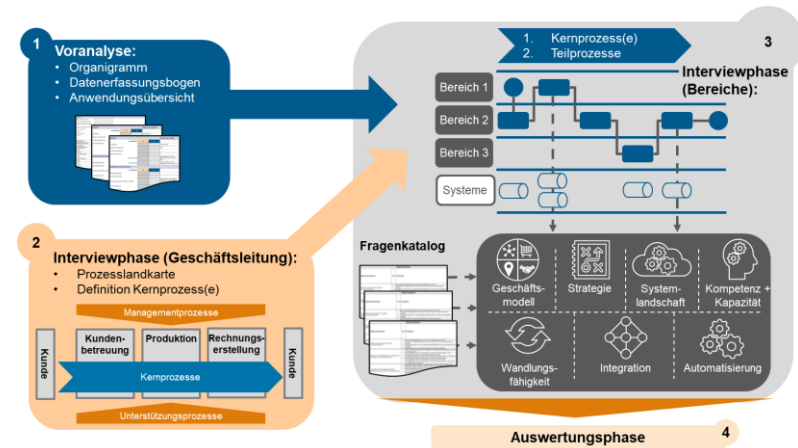 1
Voranalyse:
• Organigramm
• Datenerfassungsbogen
• Anwendungsübersicht
2
Interviewphase (Geschäftsleitung):
• Prozesslandkarte
• Definition Kernprozess(e)
Managementprozesse
Kunde
Kunden-
betreuung
Produktion
Rechnungs-
erstellung
Kunde
Kernprozesse
Unterstützungsprozesse
3
1. Kernprozess(e)
2. Teilprozesse
Interviewphase
(Bereiche):
Bereich 1
Bereich 2
Bereich 3
Systeme
Fragenkatalog
Geschäfts-
modell
Strategie
System-
landschaft
Kompetenz +
Kapazität
Wandlungs-
fähigkeit
Integration
Automatisierung
Auswertungsphase
4